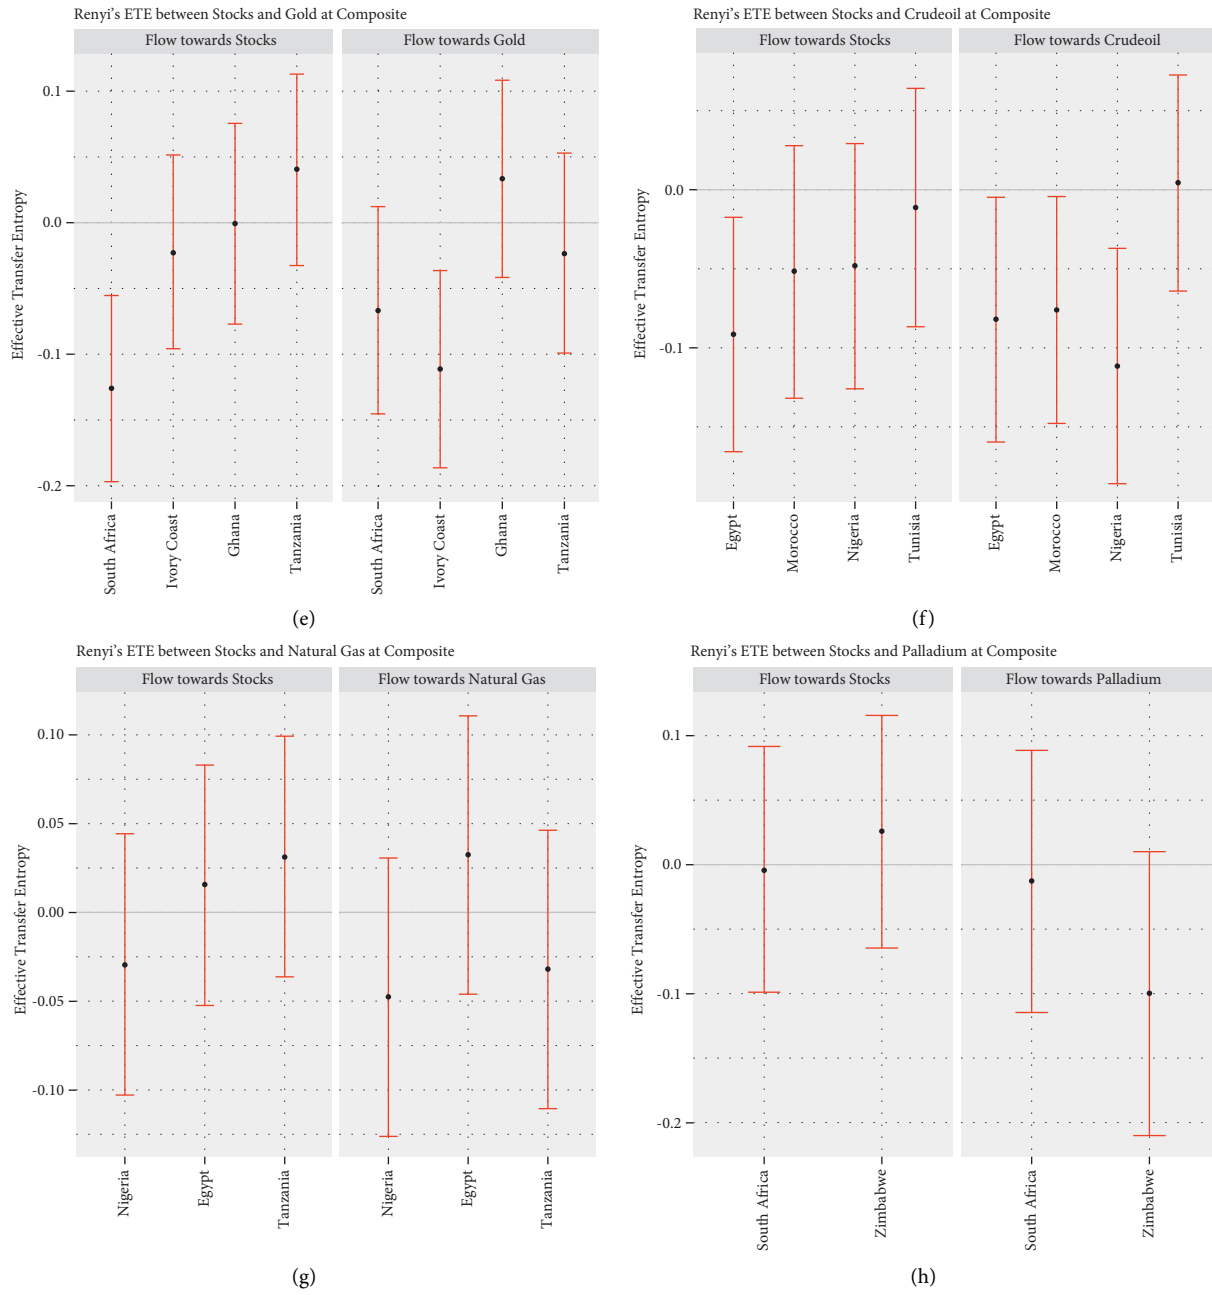 Renyi's ETE between Stocks and Gold at Composite
Flow towards Stocks
Flow towards Gold
Effective Transfer Entropy
0.1
0.0
-0.1
-0.2
South Africa
Ivory Coast
Ghana
Tanzania
South Africa
Ivory Coast
Ghana
Tanzania
(e)
Renyi's ETE between Stocks and Crudeoil at Composite
Flow towards Stocks
Flow towards Crudeoil
Effective Transfer Entropy
0.0
-0.1
Egypt
Morocco
Nigeria
Tunisia
Egypt
Morocco
Nigeria
Tunisia
(f)
Renyi's ETE between Stocks and Natural Gas at Composite
Flow towards Stocks
Flow towards Natural Gas
Effective Transfer Entropy
0.10
0.05
0.00
-0.05
-0.10
Nigeria
Egypt
Tanzania
Nigeria
Egypt
Tanzania
(g)
Renyi's ETE between Stocks and Palladium at Composite
Flow towards Stocks
Flow towards Palladium
Effective Transfer Entropy
0.1
0.0
-0.1
-0.2
South Africa
Zimbabwe
South Africa
Zimbabwe
(h)